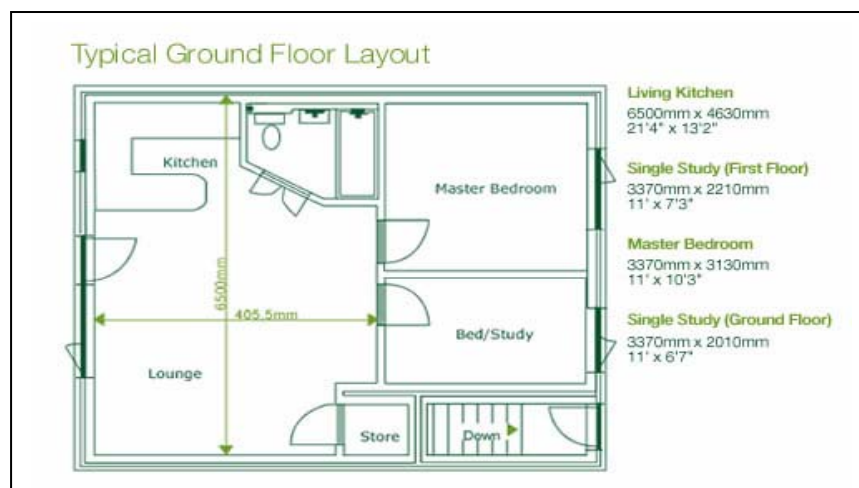 Typical Ground Floor Layout
Living Kitchen
6500mm x 4630mm
21'4" x 13'2"
Single Study (First Floor)
3370mm x 2210mm
11' x 7'3"
Master Bedroom
3370mm x 3130mm
11' x 10'3"
Single Study (Ground Floor)
3370mm x 2010mm
11' x 6'7"
Kitchen
Master Bedroom
6500mm
405.5mm
Bed/Study
Lounge
Store
Down